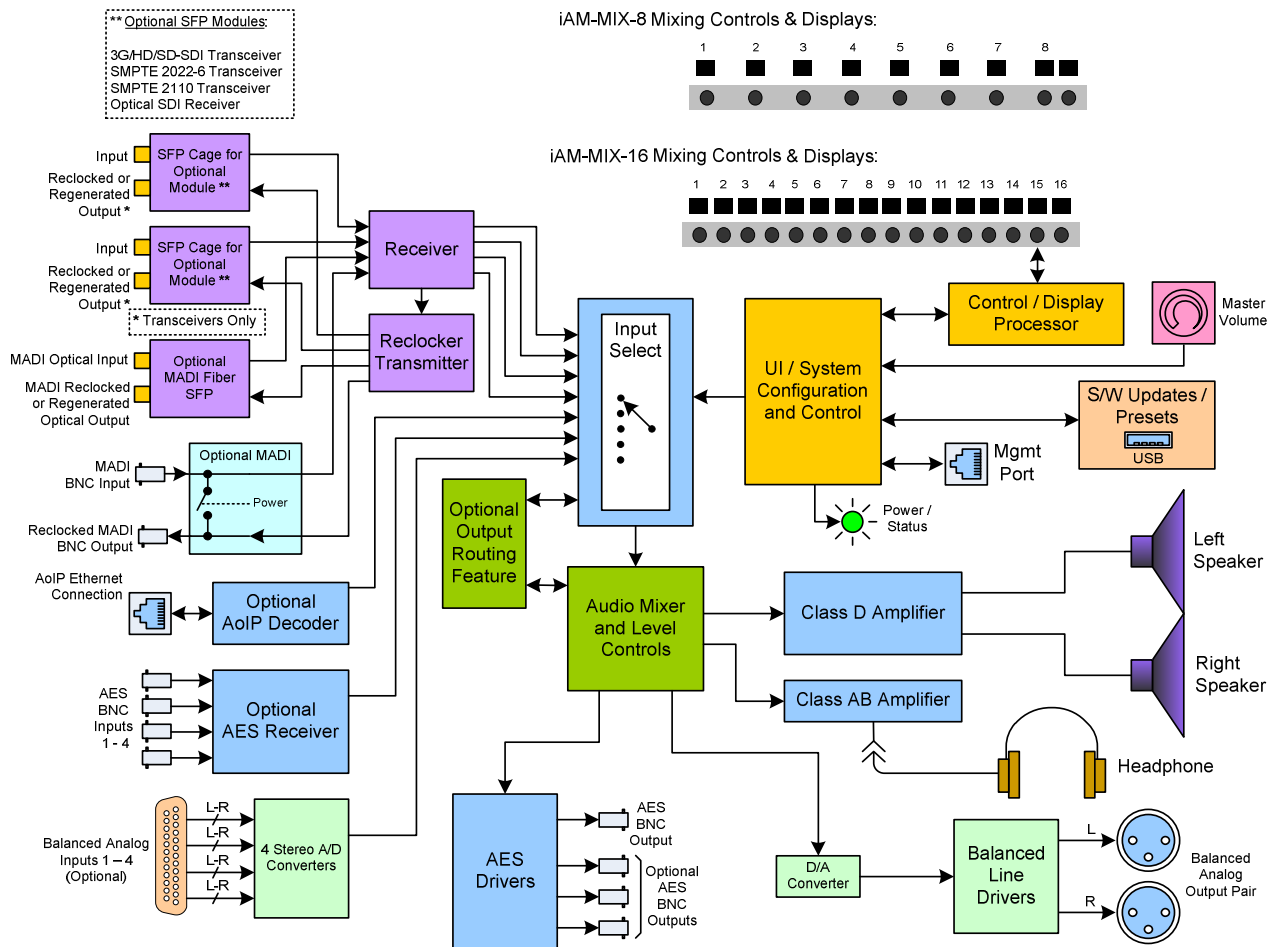 ** Optional SFP Modules:
3G/HD/SD-SDI Transceiver
SMPTE 2022-6 Transceiver
SMPTE 2110 Transceiver
Optical SDI Receiver
iAM-MIX-8 Mixing Controls & Displays:
1 2 3 4 5 6 7 8
iAM-MIX-16 Mixing Controls & Displays:
1 2 3 4 5 6 7 8 9 10 11 12 13 14 15 16
Input
Reclocked or
Regenerated
Output *
SFP Cage for
Optional
Module **
Input
Reclocked or
Regenerated
Output *
SFP Cage for
Optional
Module **
* Transceivers Only
MADI Optical Input
MADI Reclocked
or Regenerated
Optical Output
Optional
MADI Fiber
SFP
Receiver
Reclocker
Transmitter
MADI
BNC Input
Reclocked MADI
BNC Output
Optional MADI
Power
AoIP Ethernet
Connection
Optional
AoIP Decoder
AES
BNC
Inputs
1 - 4
Optional
AES Receiver
Balanced Analog
Inputs 1 – 4
(Optional)
L-R
L-R
L-R
L-R
4 Stereo A/D
Converters
Input
Select
Optional
Output
Routing
Feature
Audio Mixer
and Level
Controls
UI / System
Configuration
and Control
Control / Display
Processor
Master
Volume
S/W Updates /
Presets
USB
Mgmt
Port
Power /
Status
Class D Amplifier
Class AB Amplifier
Left
Speaker
Right
Speaker
Headphone
AES
Drivers
AES
BNC
Output
Optional
AES
BNC
Outputs
D/A
Converter
Balanced
Line
Drivers
L
R
Balanced
Analog
Output Pair